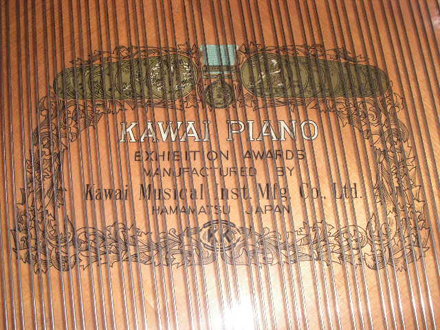 KAWAI PIANO
EXHIBITION AWARDS
MANUFACTURED BY
Kawai Musical Inst. Mfg. Co., Ltd.
HAMAMATSU JAPAN